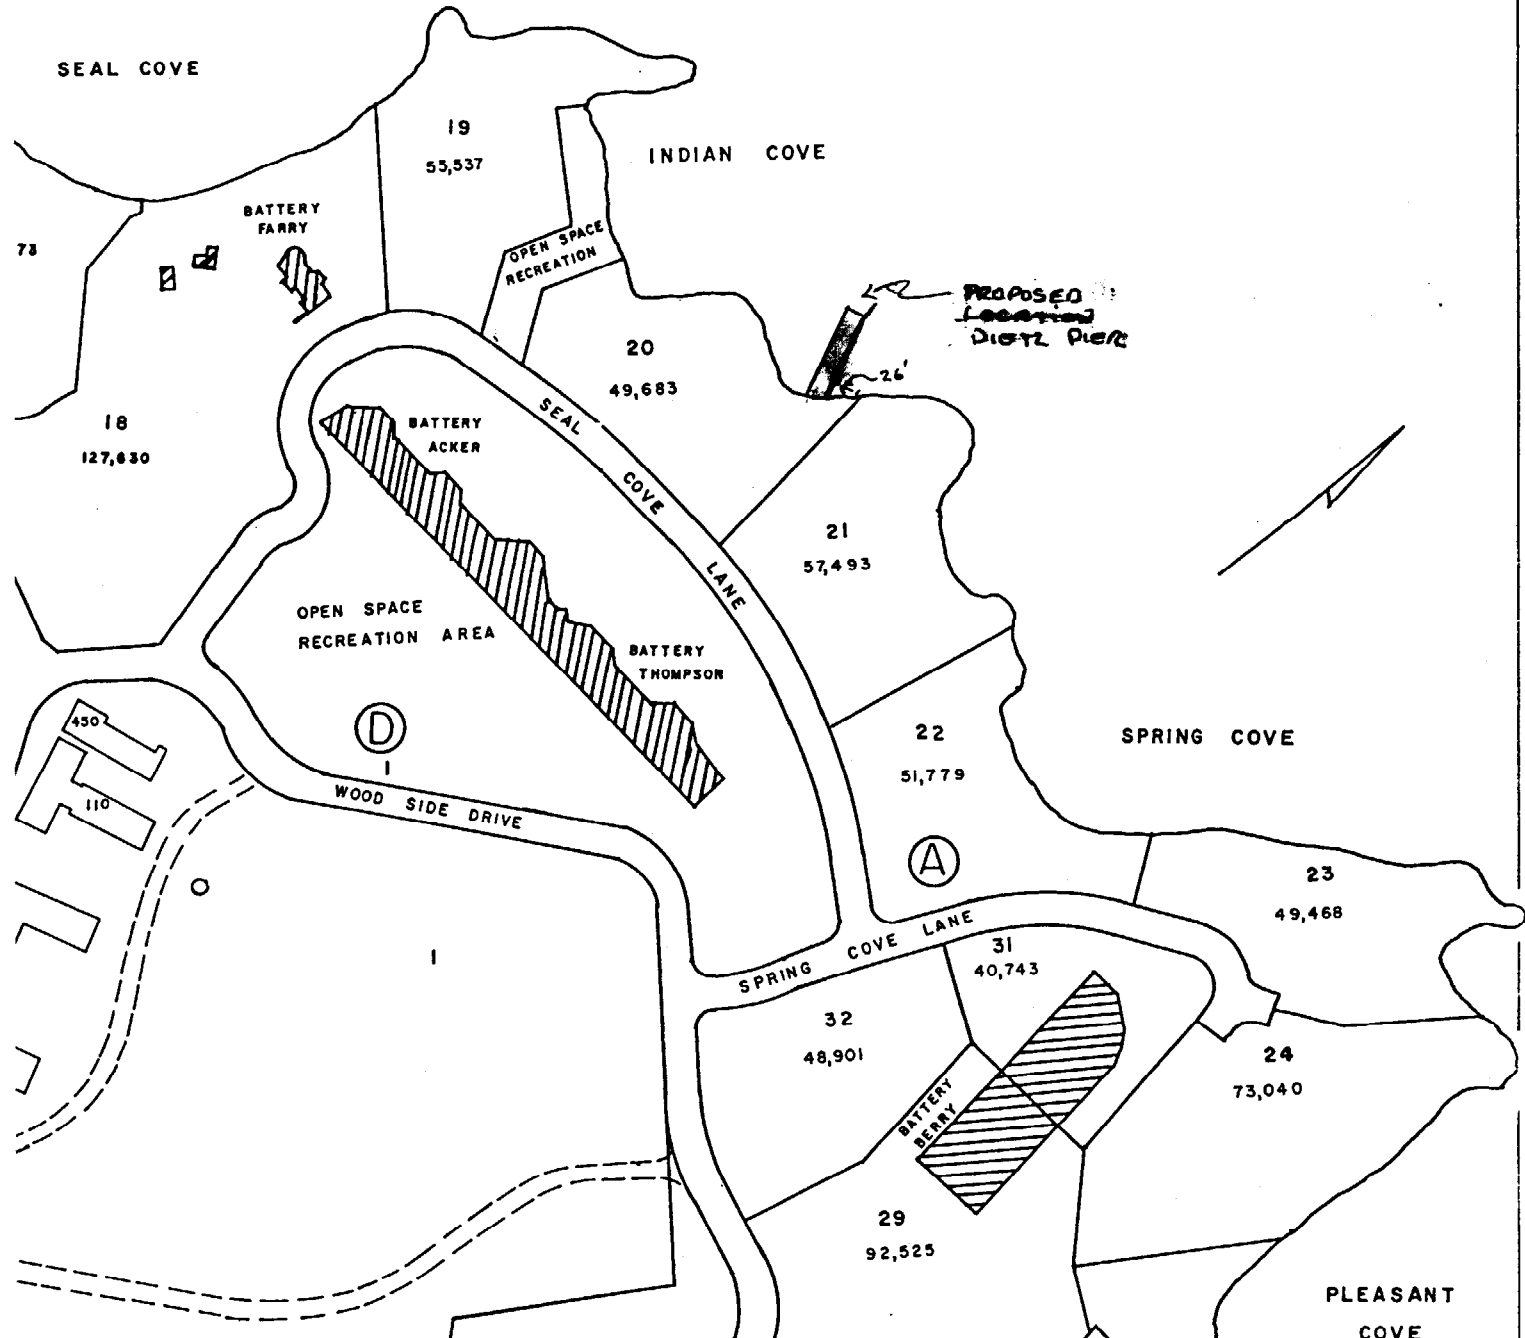 SEAL COVE
19
55,537
INDIAN COVE
BATTERY
FARRY
73
OPEN SPACE
RECREATION
PROPOSED
LOCATION
DIETZ PIER
26'
20
49,683
18
127,630
BATTERY
ACKER
SEAL COVE LANE
21
57,493
OPEN SPACE
RECREATION AREA
BATTERY
THOMPSON
450
D
1
22
51,779
SPRING COVE
110
WOOD SIDE DRIVE
A
23
49,468
1
SPRING COVE LANE
31
40,743
32
48,901
24
73,040
BATTERY
BERRY
29
92,525
PLEASANT
COVE